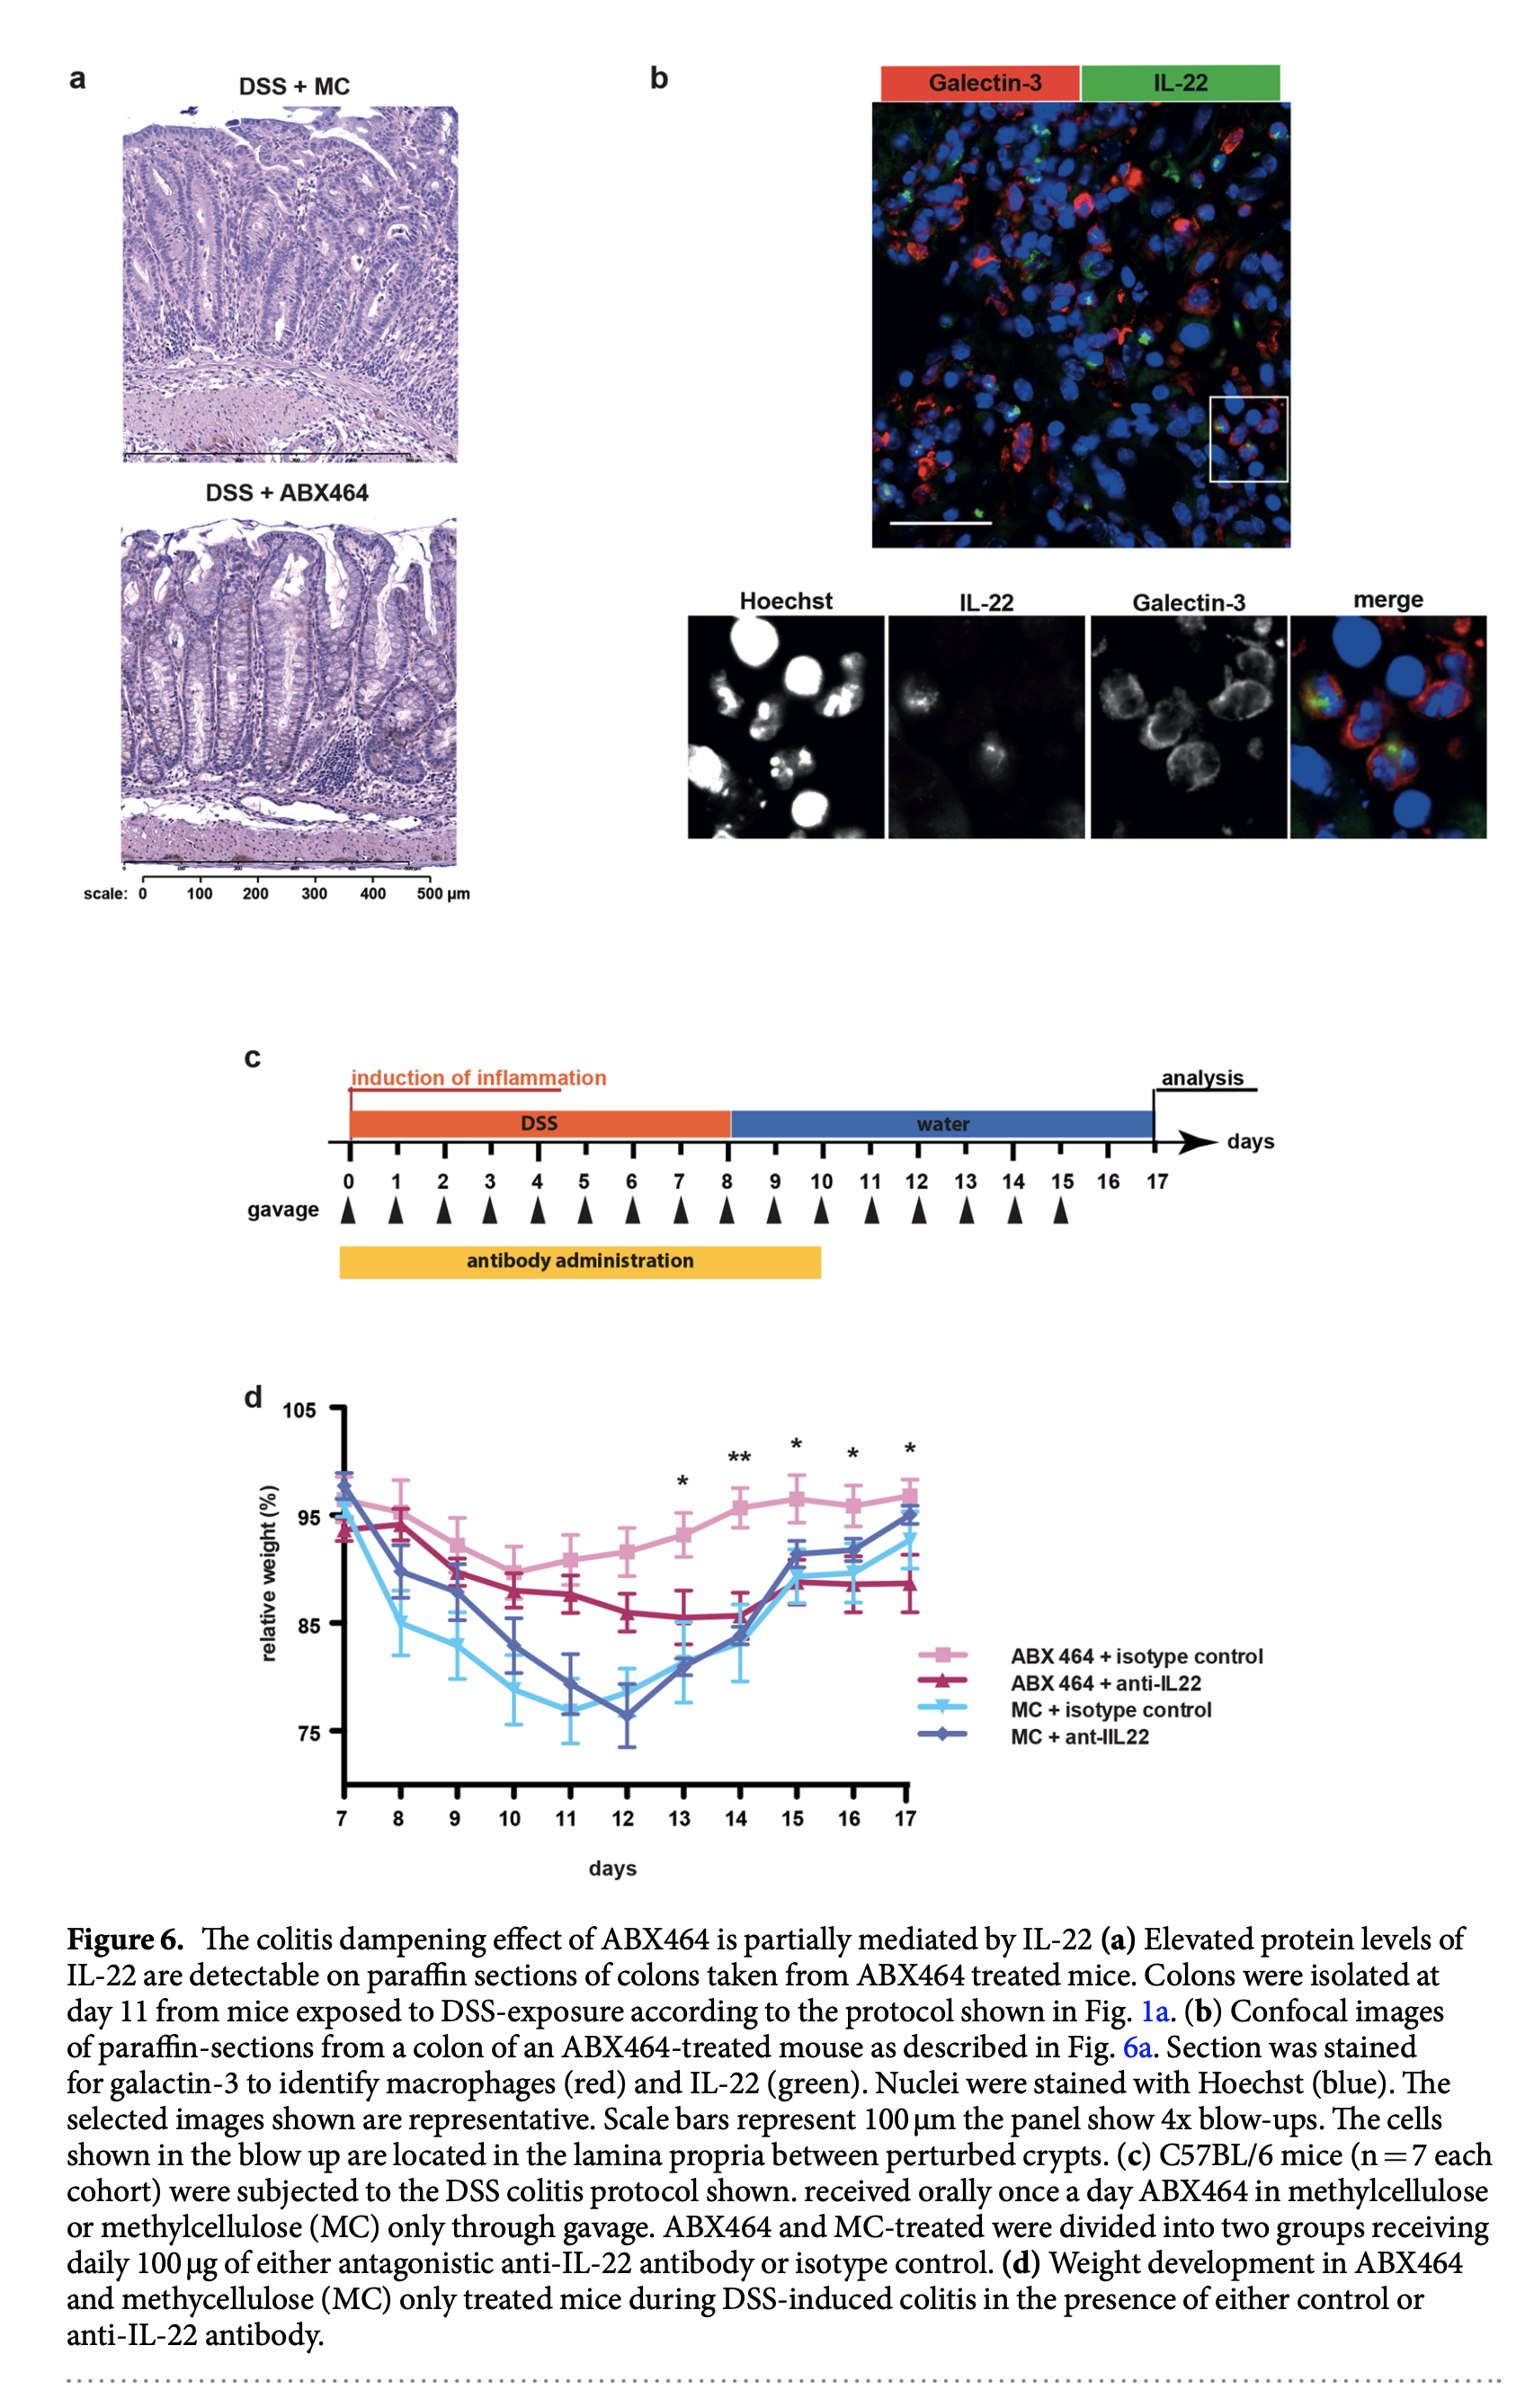 a
DSS + MC
DSS + ABX464
scale: 0 100 200 300 400 500 µm
b
Galectin-3 IL-22
Hoechst IL-22 Galectin-3 merge
c
induction of inflammation
analysis
DSS water
days
0 1 2 3 4 5 6 7 8 9 10 11 12 13 14 15 16 17
gavage
antibody administration
d
105
95
85
75
relative weight (%)
* ** * * *
ABX 464 + isotype control
ABX 464 + anti-IL22
MC + isotype control
MC + ant-IIL22
7 8 9 10 11 12 13 14 15 16 17
days
Figure 6. The colitis dampening effect of ABX464 is partially mediated by IL-22 (a) Elevated protein levels of
IL-22 are detectable on paraffin sections of colons taken from ABX464 treated mice. Colons were isolated at
day 11 from mice exposed to DSS-exposure according to the protocol shown in Fig. 1a. (b) Confocal images
of paraffin-sections from a colon of an ABX464-treated mouse as described in Fig. 6a. Section was stained
for galactin-3 to identify macrophages (red) and IL-22 (green). Nuclei were stained with Hoechst (blue). The
selected images shown are representative. Scale bars represent 100 µm the panel show 4x blow-ups. The cells
shown in the blow up are located in the lamina propria between perturbed crypts. (c) C57BL/6 mice (n = 7 each
cohort) were subjected to the DSS colitis protocol shown. received orally once a day ABX464 in methylcellulose
or methylcellulose (MC) only through gavage. ABX464 and MC-treated were divided into two groups receiving
daily 100 µg of either antagonistic anti-IL-22 antibody or isotype control. (d) Weight development in ABX464
and methycellulose (MC) only treated mice during DSS-induced colitis in the presence of either control or
anti-IL-22 antibody.